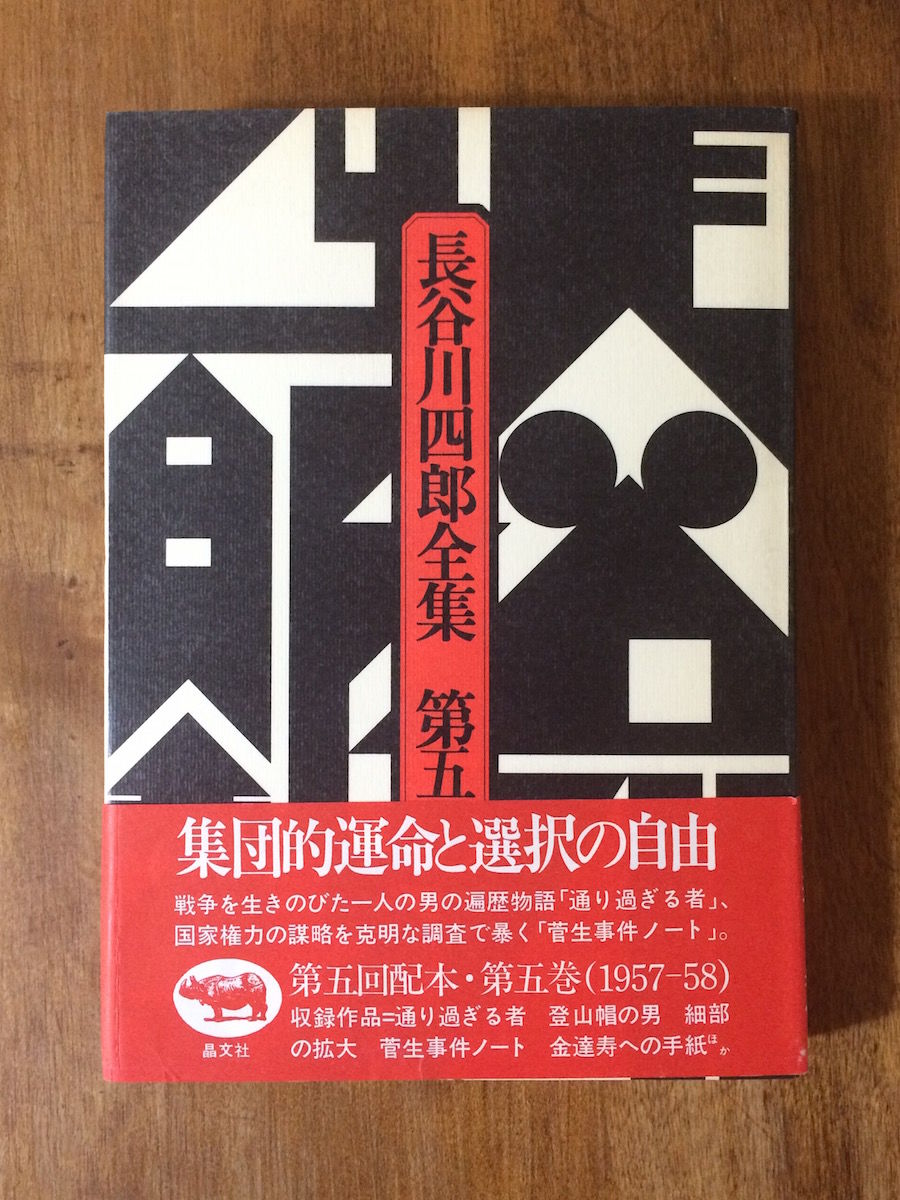 長谷川四郎全集 第五
集団的運命と選択の自由
戦争を生きのびた一人の男の遍歴物語「通り過ぎる者」、
国家権力の謀略を克明な調査で暴く「菅生事件ノート」。
第五回配本・第五巻(1957-58)
収録作品=通り過ぎる者 登山帽の男 細部
の拡大 菅生事件ノート 金達寿への手紙ほか
晶文社